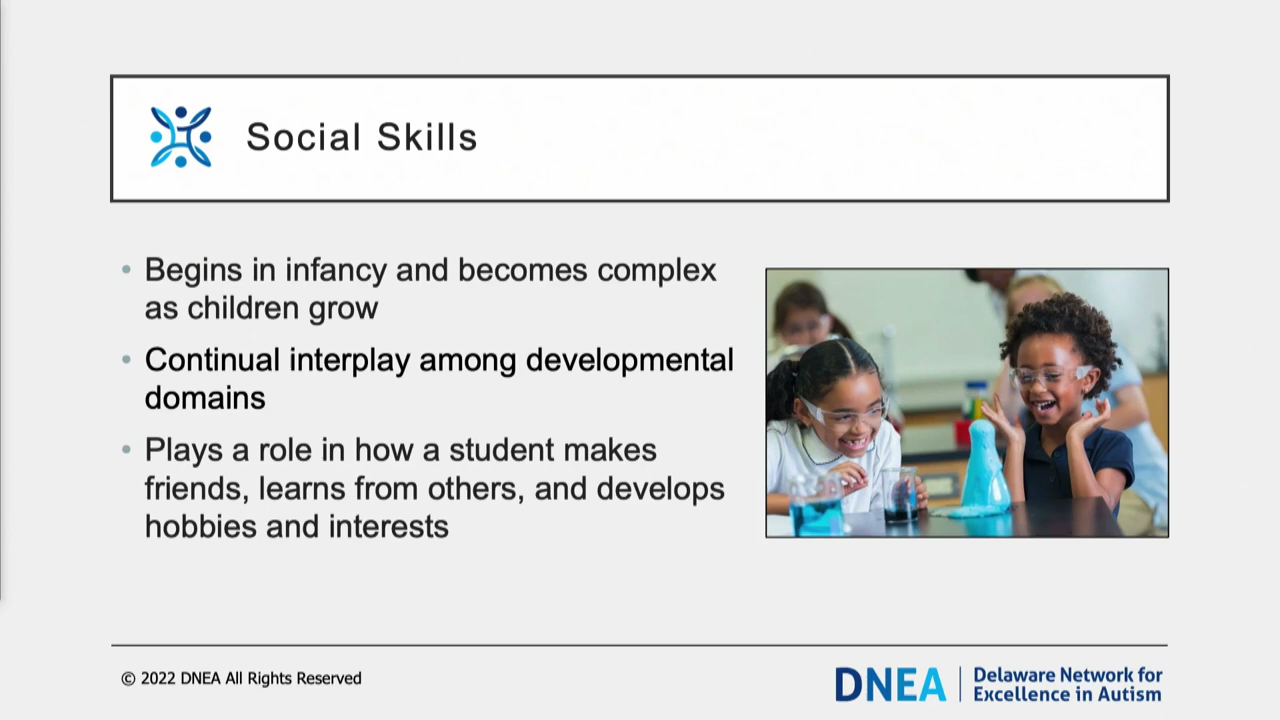 Social Skills
• Begins in infancy and becomes complex
as children grow
• Continual interplay among developmental
domains
• Plays a role in how a student makes
friends, learns from others, and develops
hobbies and interests
© 2022 DNEA All Rights Reserved
DNEA
Delaware Network for
Excellence in Autism